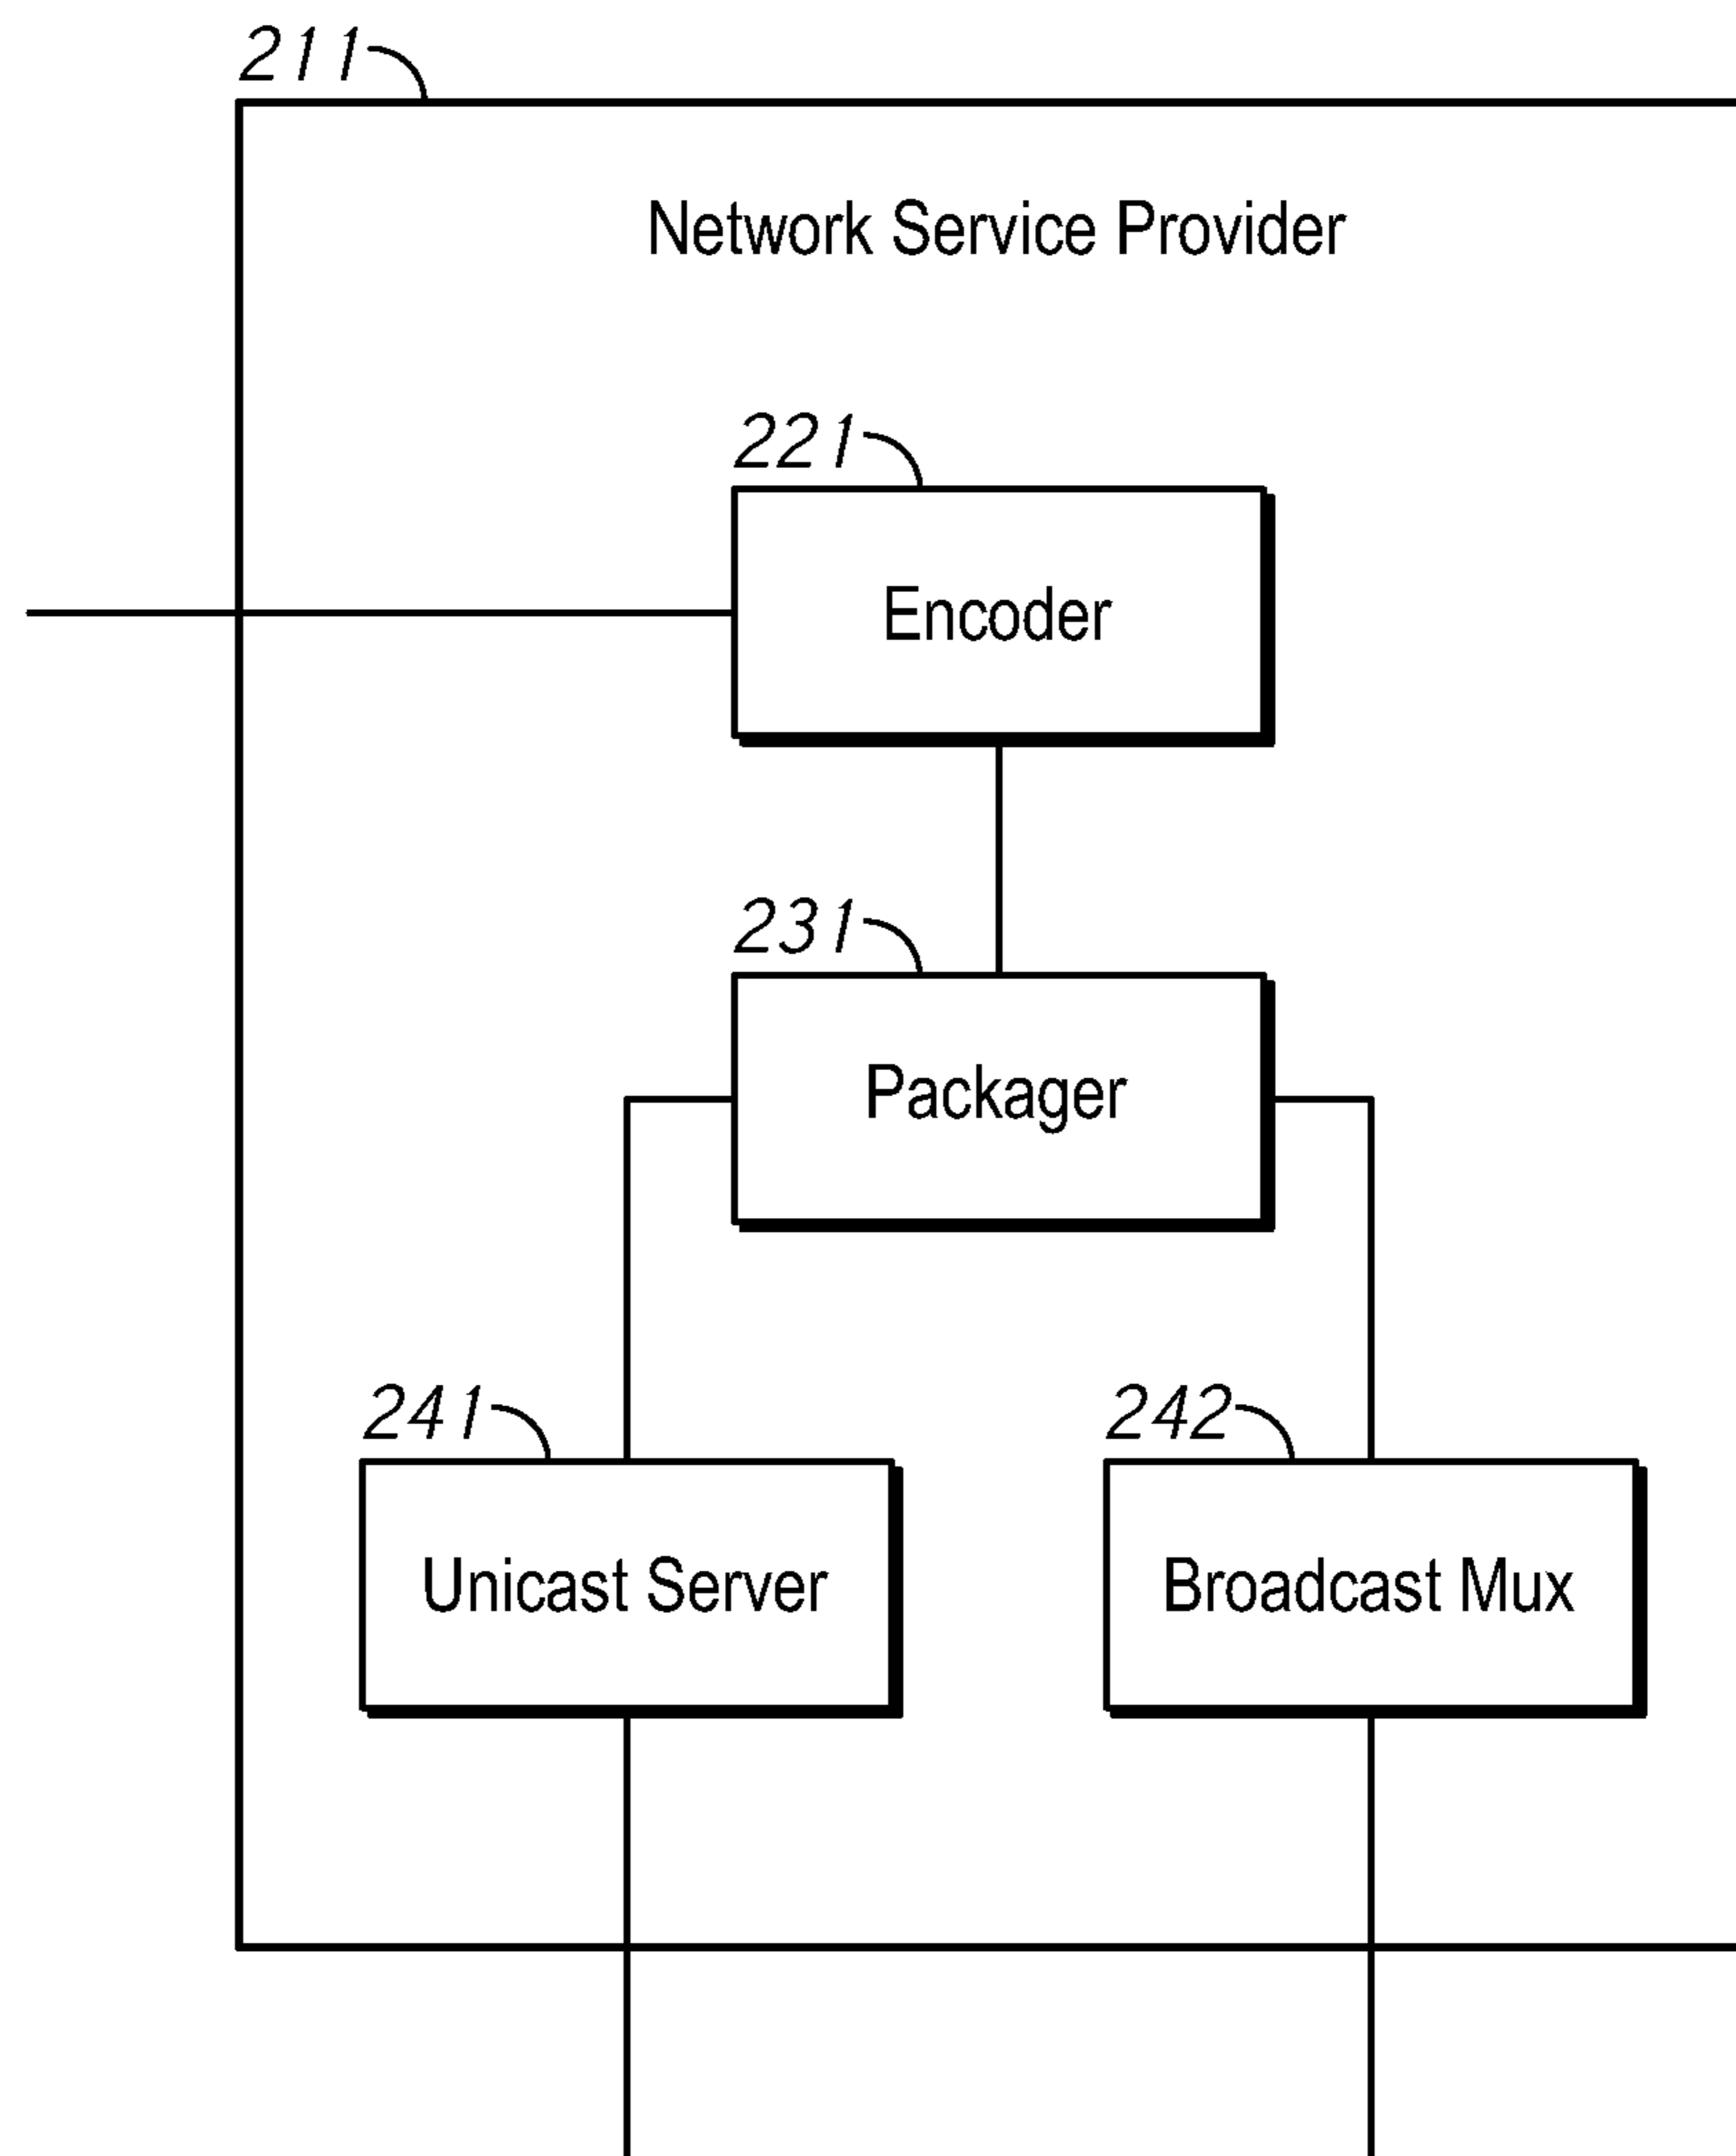 211
Network Service Provider
221
Encoder
231
Packager
241
242
Unicast Server
Broadcast Mux